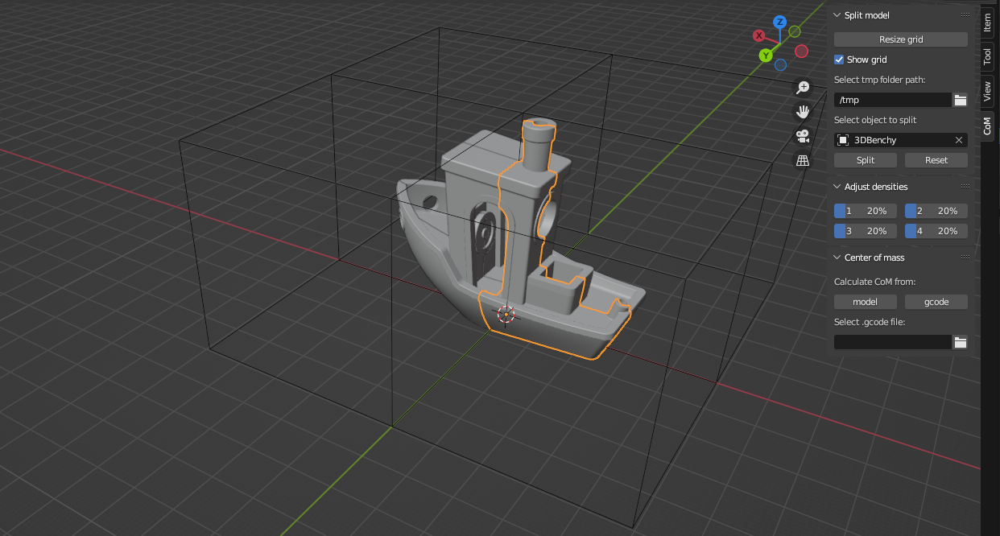 Split model
Resize grid
Show grid
Select tmp folder path:
/tmp
Select object to split
3DBenchy
Split Reset
Adjust densities
1 20% 2 20%
3 20% 4 20%
Center of mass
Calculate CoM from:
model gcode
Select .gcode file:
Item
Tool
View
CoM
Z
X
Y